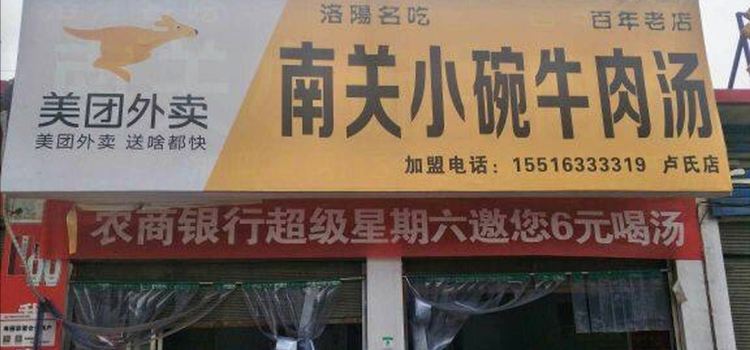 洛陽名吃 百年老店
南关小碗牛肉汤
美团外卖
美团外卖 送啥都快
加盟电话：15516333319 卢氏店
农商银行超级星期六邀您6元喝汤